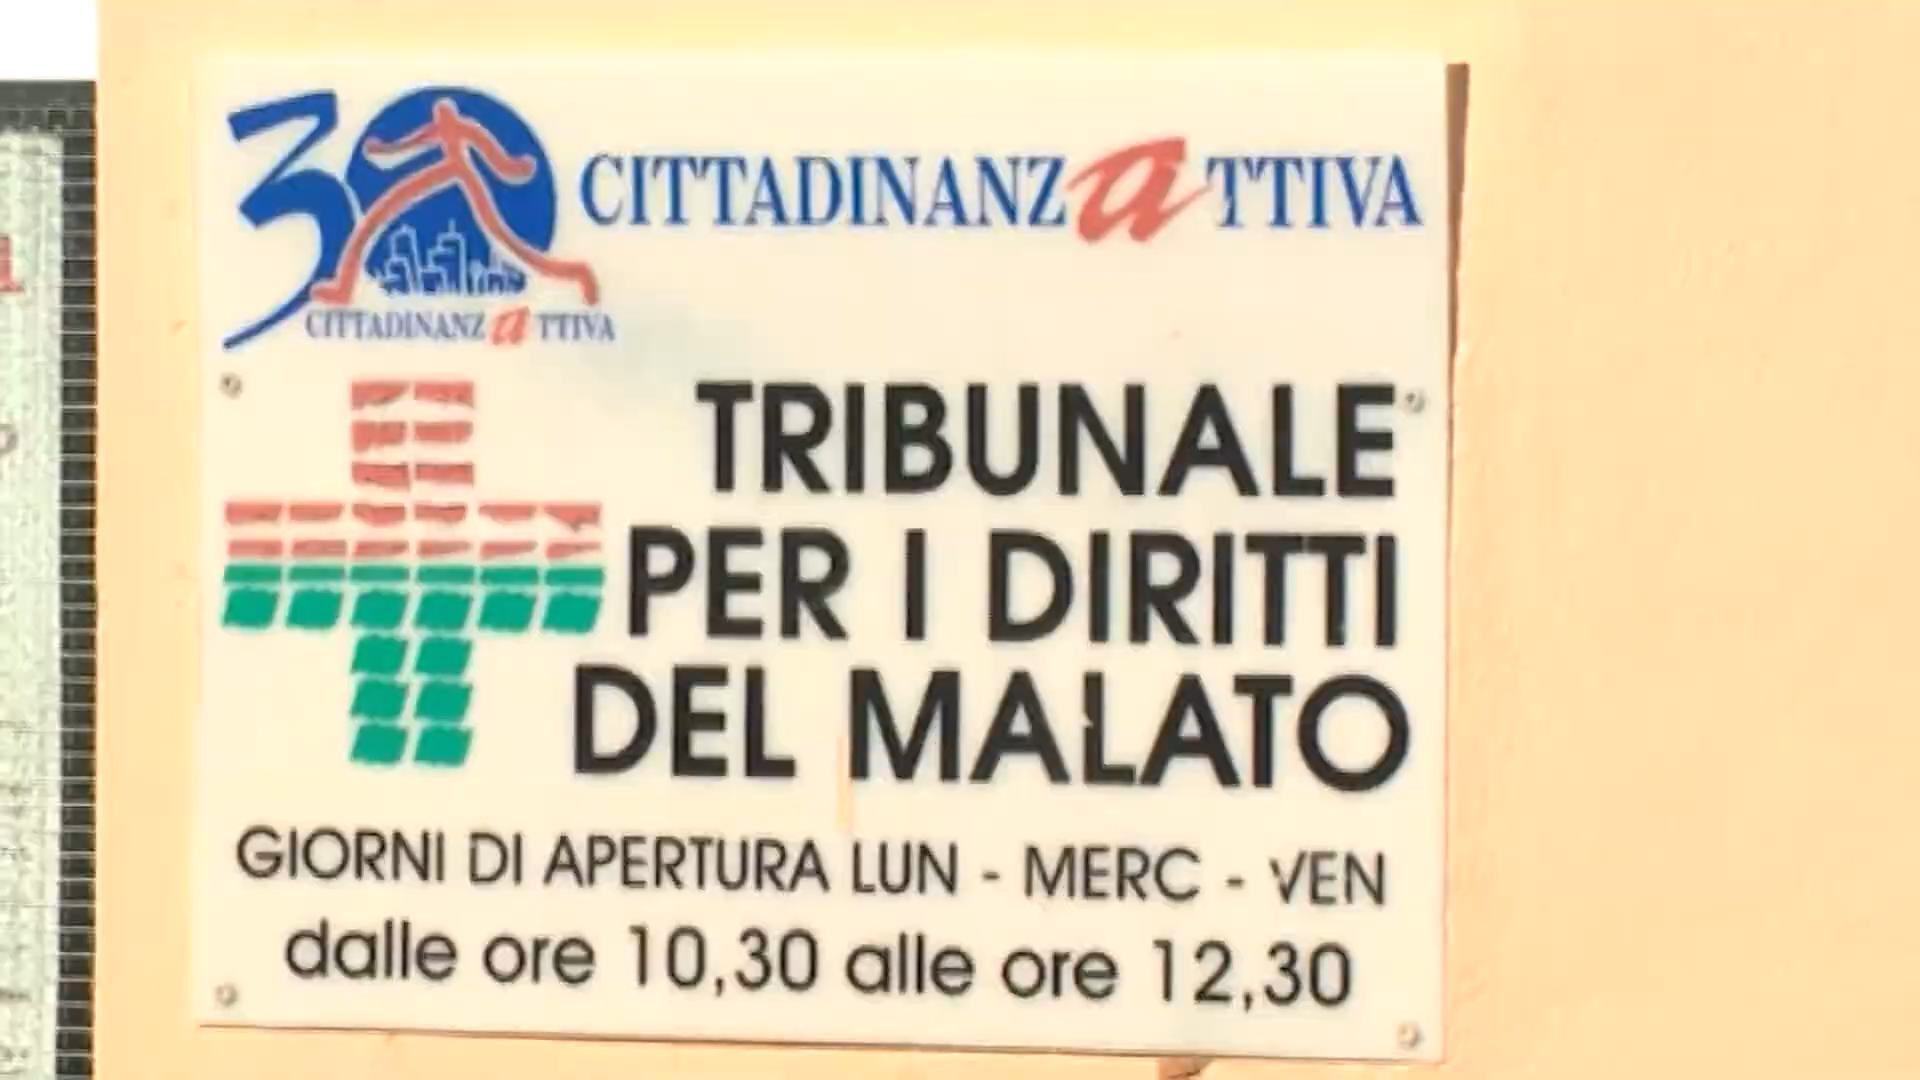 30
CITTADINANZaTTIVA
CITTADINANZaTTIVA
TRIBUNALE
PER I DIRITTI
DEL MALATO
GIORNI DI APERTURA LUN - MERC - VEN
dalle ore 10,30 alle ore 12,30